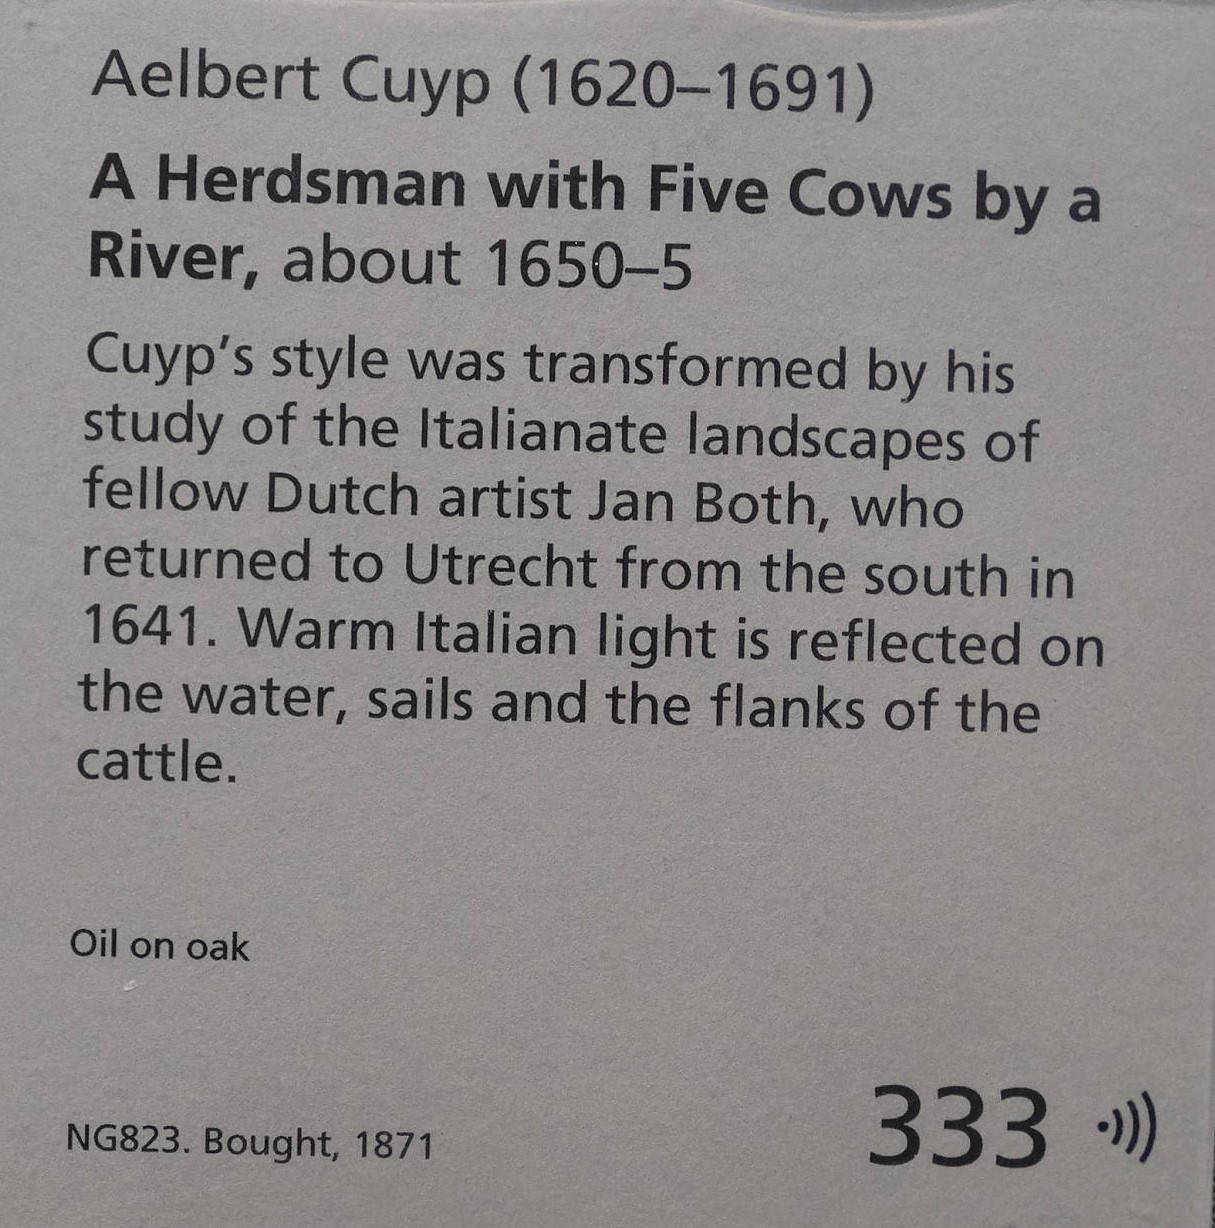 Aelbert Cuyp (1620–1691)
A Herdsman with Five Cows by a
River, about 1650–5
Cuyp's style was transformed by his
study of the Italianate landscapes of
fellow Dutch artist Jan Both, who
returned to Utrecht from the south in
1641. Warm Italian light is reflected on
the water, sails and the flanks of the
cattle.
Oil on oak
NG823. Bought, 1871
333